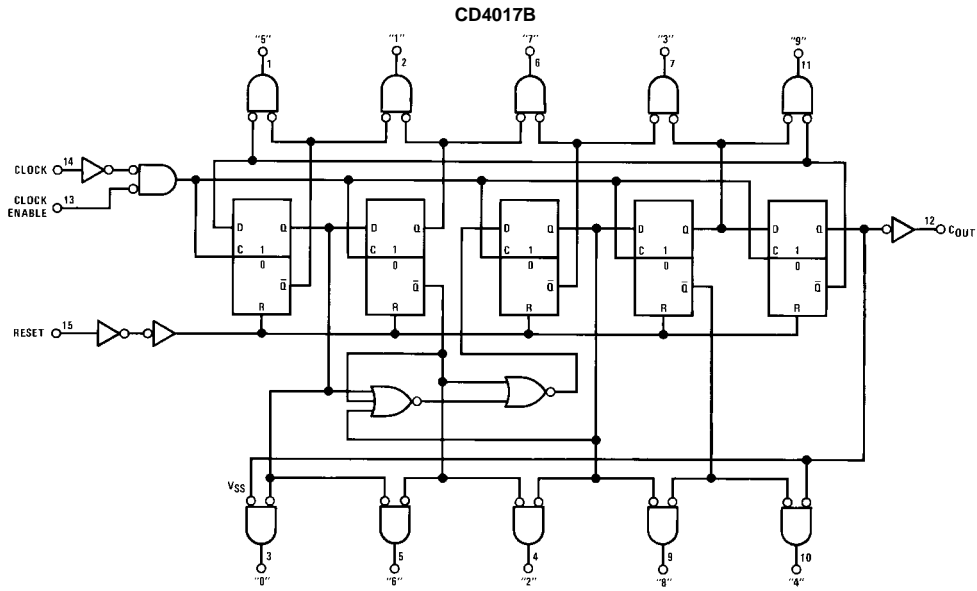 CD4017B
"5" "1" "7" "3" "9"
1 2 6 7 11
CLOCK 14
CLOCK ENABLE 13
D Q D Q D Q D Q D Q
12 COUT
C 1 C 1 C 1 C 1 C 1
0 0 0 0 0
Q̅ Q̅ Q̅ Q̅ Q̅
R R R R R
RESET 15
VSS
3 5 4 9 10
"0" "6" "2" "8" "4"